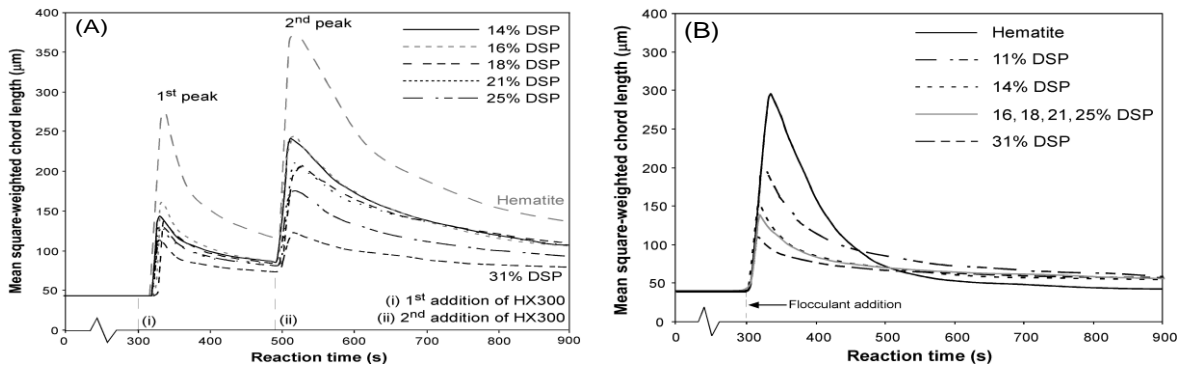 (A)
Mean square-weighted chord length (µm)
400
350
300
250
200
150
100
50
0
1st peak
2nd peak
14% DSP
16% DSP
18% DSP
21% DSP
25% DSP
Hematite
31% DSP
(i) 1st addition of HX300
(ii) 2nd addition of HX300
(i)
(ii)
0 300 400 500 600 700 800 900
Reaction time (s)
(B)
Mean square-weighted chord length (µm)
400
350
300
250
200
150
100
50
0
Hematite
11% DSP
14% DSP
16, 18, 21, 25% DSP
31% DSP
Flocculant addition
0 300 400 500 600 700 800 900
Reaction time (s)